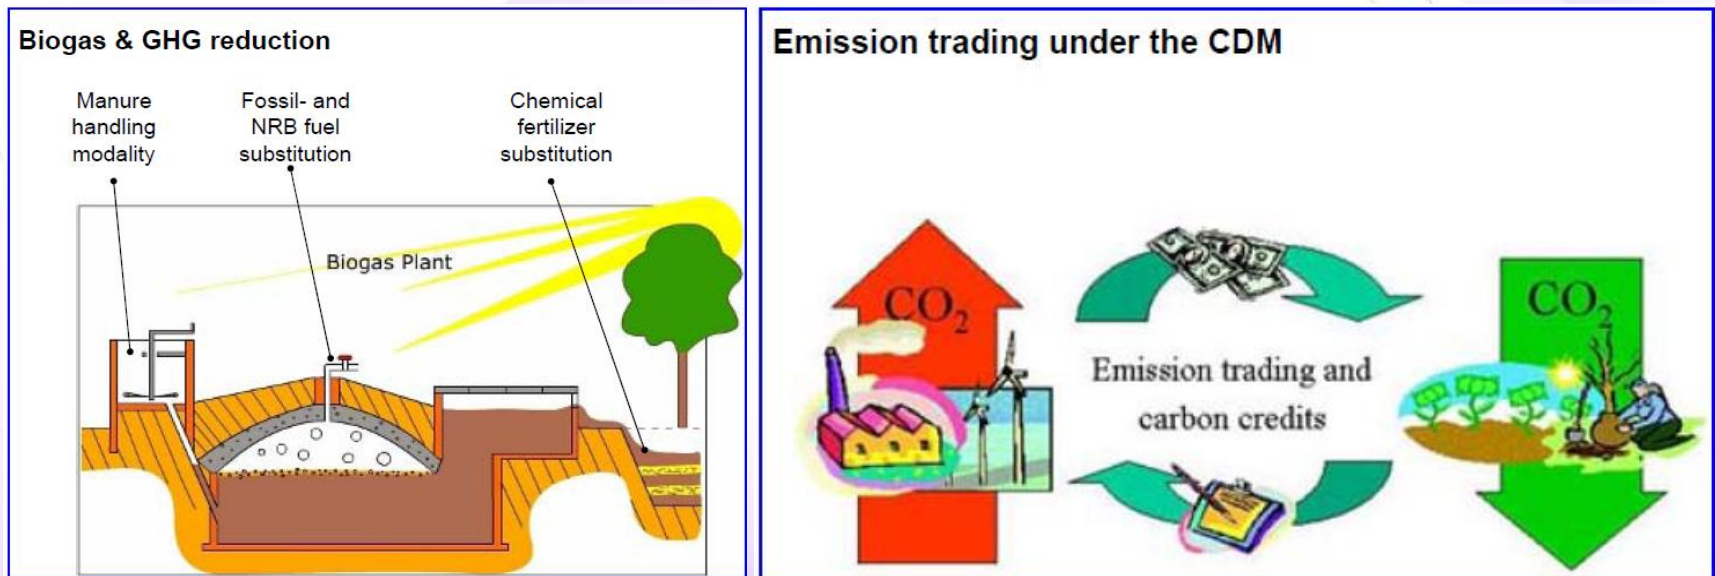 Biogas & GHG reduction
Manure
handling
modality
Fossil- and
NRB fuel
substitution
Chemical
fertilizer
substitution
Biogas Plant
Emission trading under the CDM
CO2
Emission trading and
carbon credits
CO2